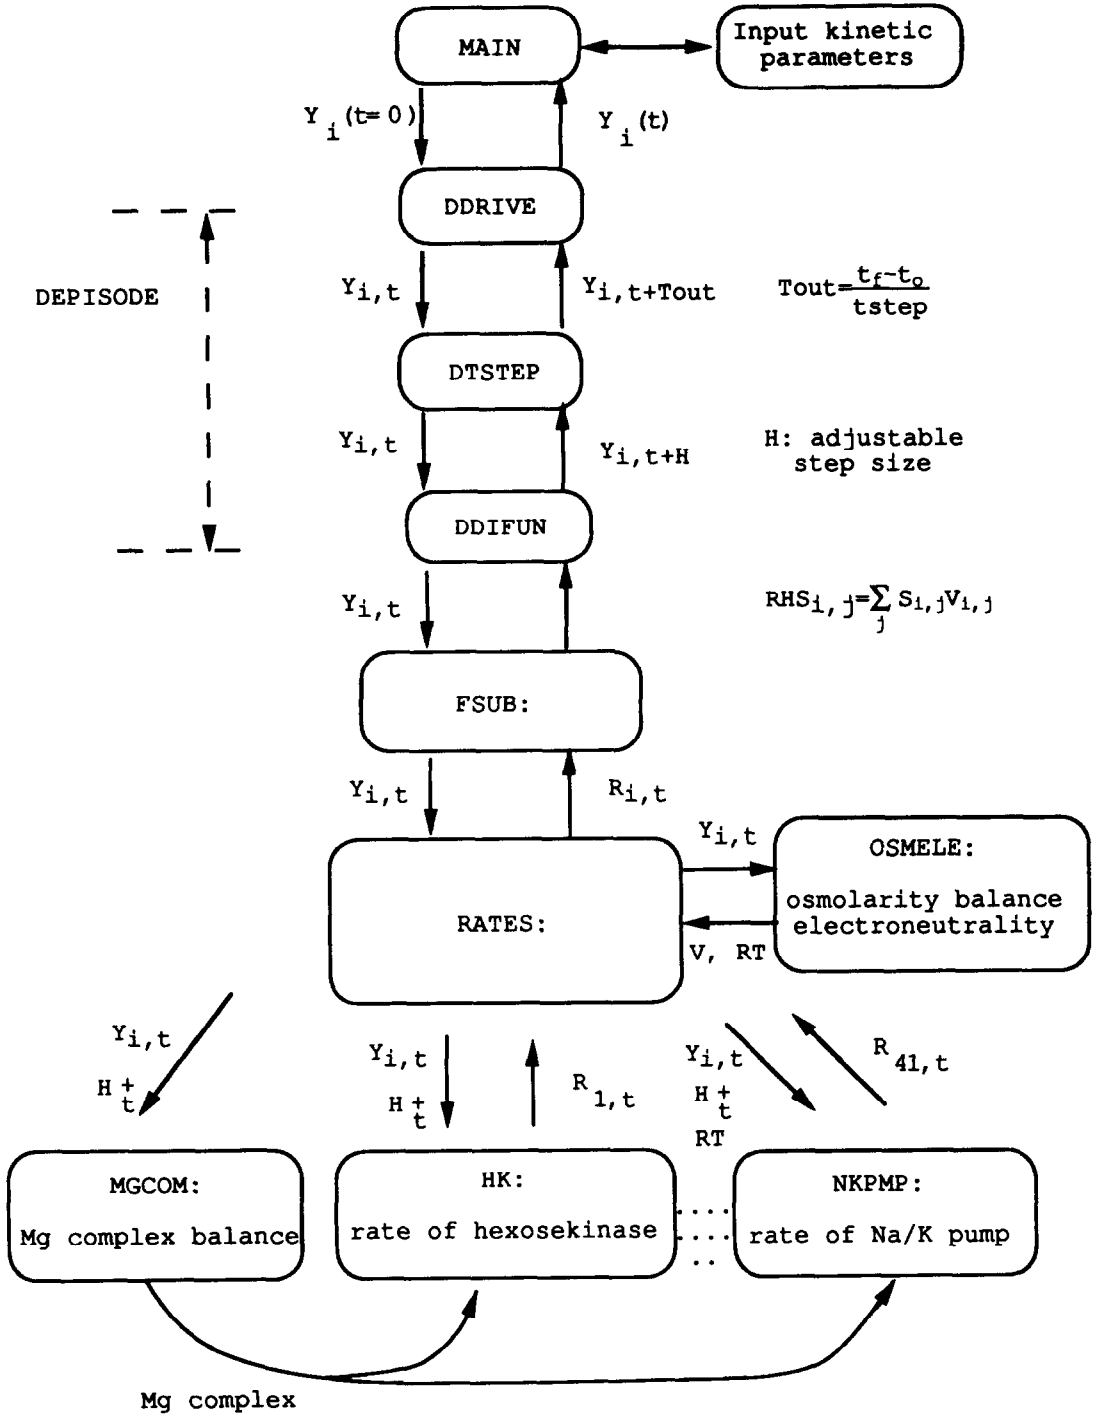 MAIN
Input kinetic
parameters
Y i (t=0)
Y i (t)
DDRIVE
DEPISODE
Yi,t
Yi,t+Tout
Tout=tf-to
tstep
DTSTEP
Yi,t
Yi,t+H
H: adjustable
step size
DDIFUN
Yi,t
RHSi,j=∑ Si,jVi,j
j
FSUB:
Yi,t
Ri,t
Yi,t
OSMELE:
osmolarity balance
electroneutrality
RATES:
V, RT
Yi,t
H+t
Yi,t
H+t
R1,t
Yi,t
H+t
RT
R41,t
MGCOM:
Mg complex balance
HK:
rate of hexosekinase
NKPMP:
rate of Na/K pump
Mg complex